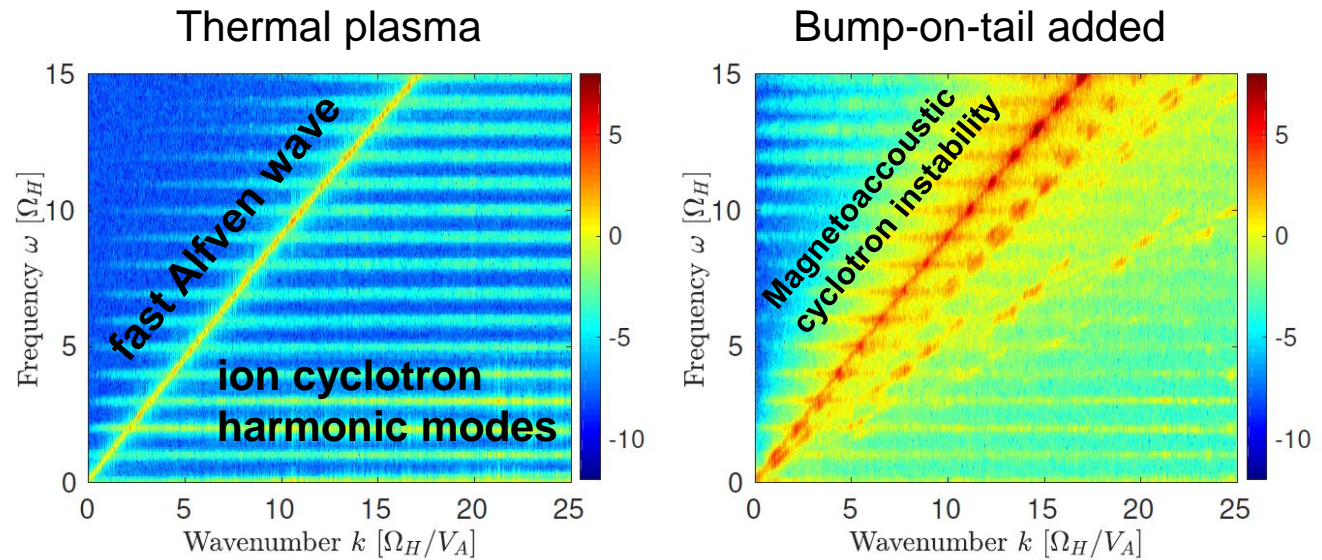 Thermal plasma
15
10
5
0
0
5
10
15
20
25
Frequency ω [Ω_H]
Wavenumber k [Ω_H/V_A]
fast Alfven wave
ion cyclotron
harmonic modes
5
0
-5
-10
Bump-on-tail added
15
10
5
0
0
5
10
15
20
25
Frequency ω [Ω_H]
Wavenumber k [Ω_H/V_A]
Magnetoaccoustic
cyclotron instability
5
0
-5
-10